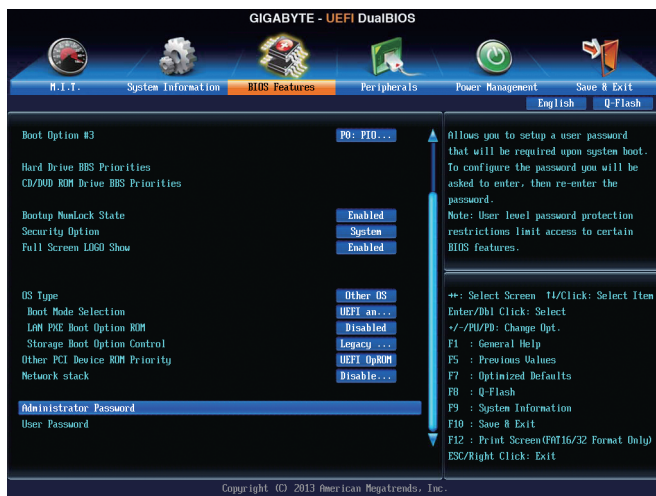 GIGABYTE - UEFI DualBIOS
M.I.T. System Information BIOS Features Peripherals Power Management Save & Exit
English Q-Flash
Boot Option #3 P0: PIO...
Hard Drive BBS Priorities
CD/DVD ROM Drive BBS Priorities
Bootup NumLock State Enabled
Security Option System
Full Screen LOGO Show Enabled
OS Type Other OS
Boot Mode Selection UEFI an...
LAN PXE Boot Option ROM Disabled
Storage Boot Option Control Legacy ...
Other PCI Device ROM Priority UEFI OpROM
Network stack Disable...
Administrator Password
User Password
Allows you to setup a user password
that will be required upon system boot.
To configure the password you will be
asked to enter, then re-enter the
password.
Note: User level password protection
restrictions limit access to certain
BIOS features.
→←: Select Screen ↑↓/Click: Select Item
Enter/Dbl Click: Select
+/-/PU/PD: Change Opt.
F1 : General Help
F5 : Previous Values
F7 : Optimized Defaults
F8 : Q-Flash
F9 : System Information
F10 : Save & Exit
F12 : Print Screen(FAT16/32 Format Only)
ESC/Right Click: Exit
Copyright (C) 2013 American Megatrends, Inc.